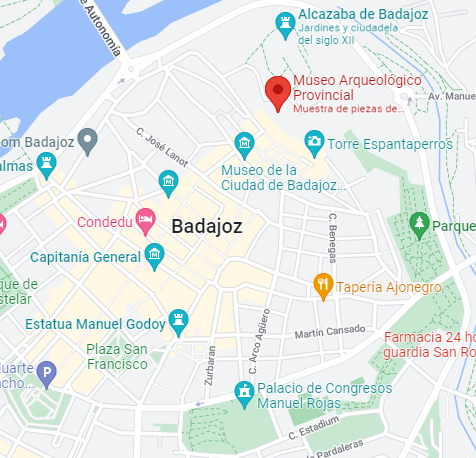 de
Autonomía
Alcazaba de Badajoz
Jardines y ciudadela
del siglo XII
Museo Arqueológico
Provincial
Muestra de piezas de...
Av. Manue
om Badajoz
C. José Lanot
Torre Espantaperros
almas
Museo de la
Ciudad de Badajoz...
Condedu
Badajoz
C. Benegas
Parque
Capitanía General
que de
stelar
Tapería Ajonegro
Estatua Manuel Godoy
Martin Cansado
Farmacia 24 ho
guardia San Ro
Plaza San
Francisco
Zurbaran
C. Arco Agüero
uarte
cho...
P
Palacio de Congresos
Manuel Rojas
C. Estadium
Pardaleras